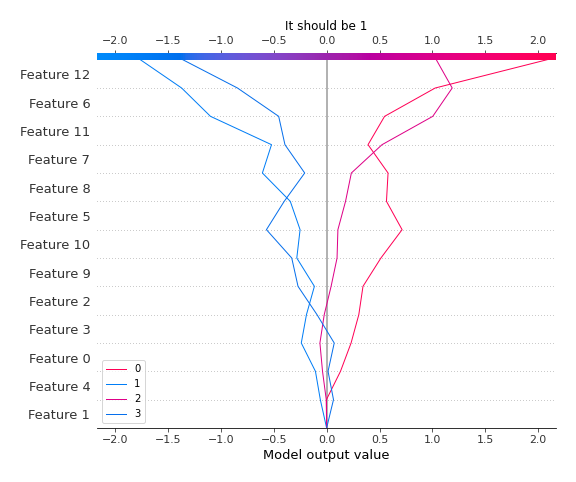 It should be 1
−2.0 −1.5 −1.0 −0.5 0.0 0.5 1.0 1.5 2.0
Feature 12
Feature 6
Feature 11
Feature 7
Feature 8
Feature 5
Feature 10
Feature 9
Feature 2
Feature 3
Feature 0
Feature 4
Feature 1
0
1
2
3
−2.0 −1.5 −1.0 −0.5 0.0 0.5 1.0 1.5 2.0
Model output value